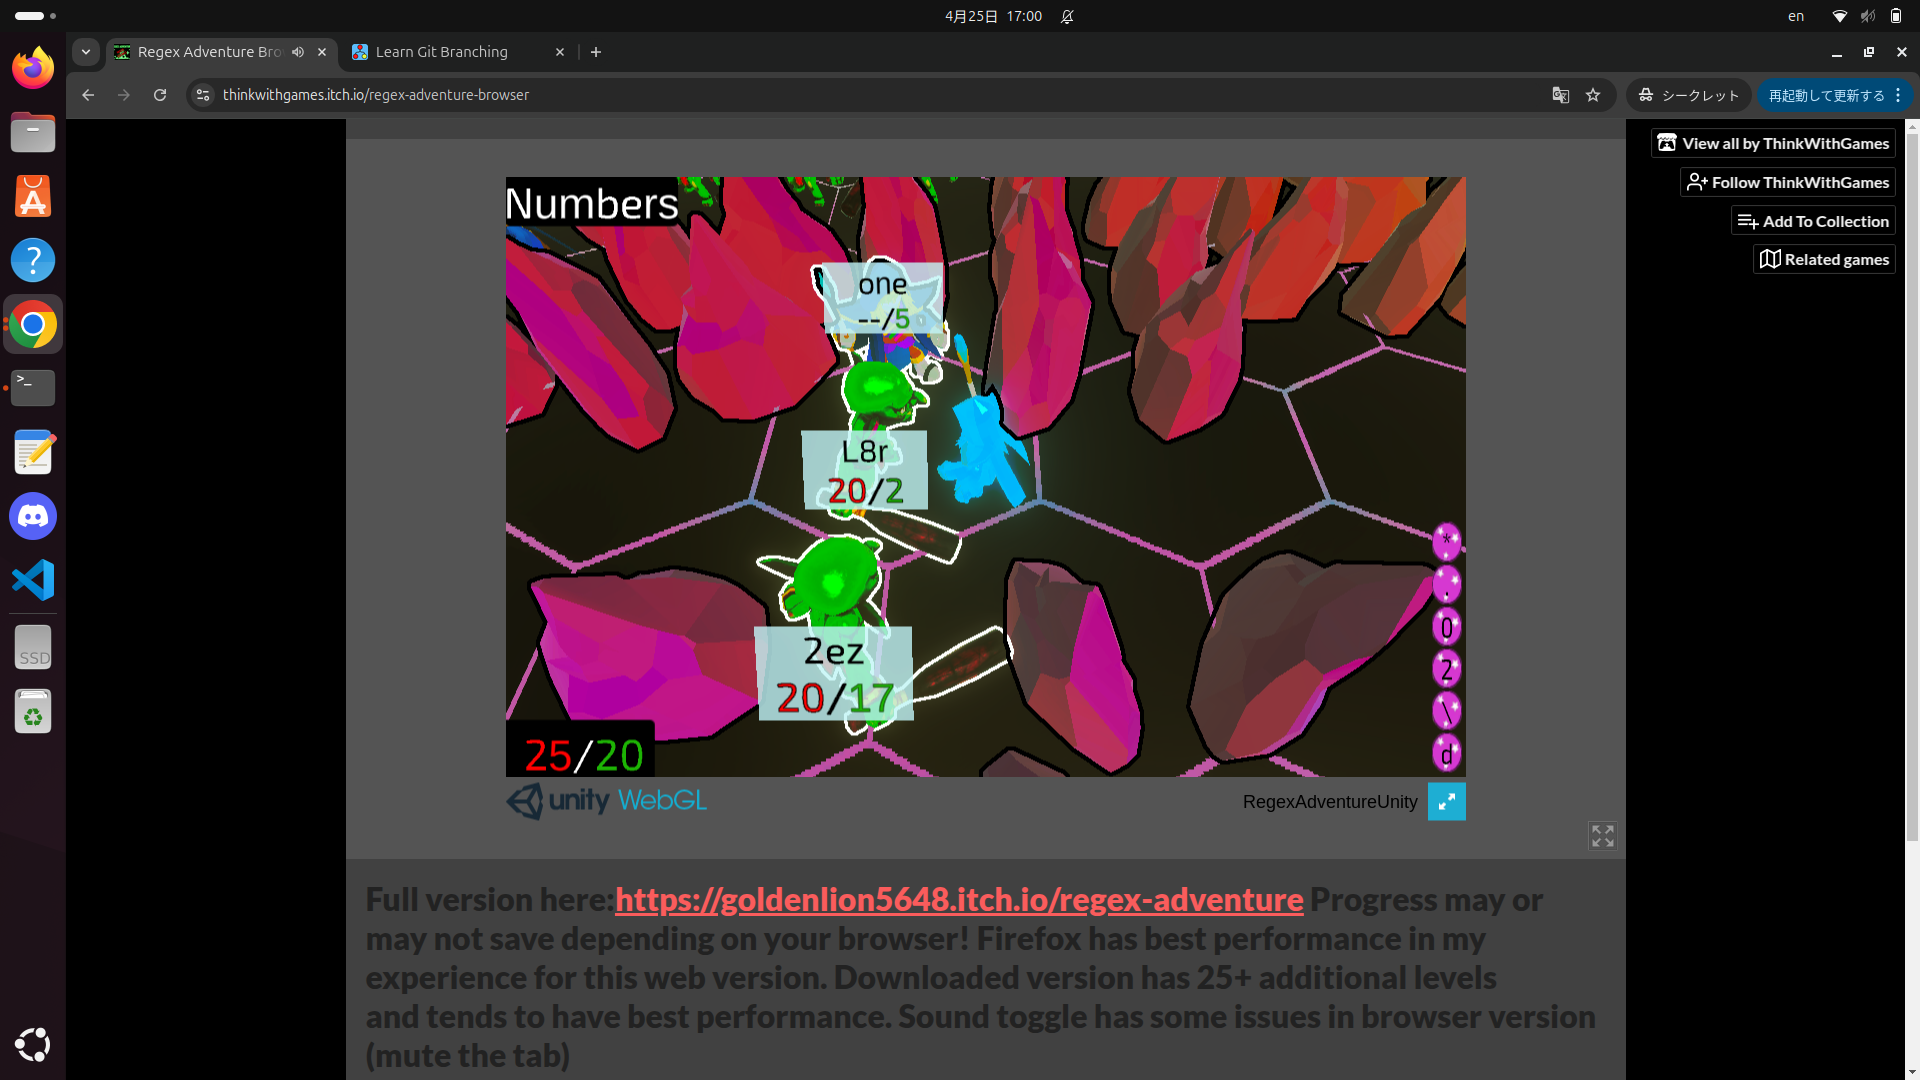 4月25日 17:00
en
Regex Adventure Bro
Learn Git Branching
thinkwithgames.itch.io/regex-adventure-browser
シークレット
再起動して更新する
View all by ThinkWithGames
Follow ThinkWithGames
Add To Collection
Related games
Numbers
one
--/5
L8r
20/2
2ez
20/17
25/20
*
.
0
2
\
d
unity WebGL
RegexAdventureUnity
SSD
Full version here:https://goldenlion5648.itch.io/regex-adventure Progress may or
may not save depending on your browser! Firefox has best performance in my
experience for this web version. Downloaded version has 25+ additional levels
and tends to have best performance. Sound toggle has some issues in browser version
(mute the tab)